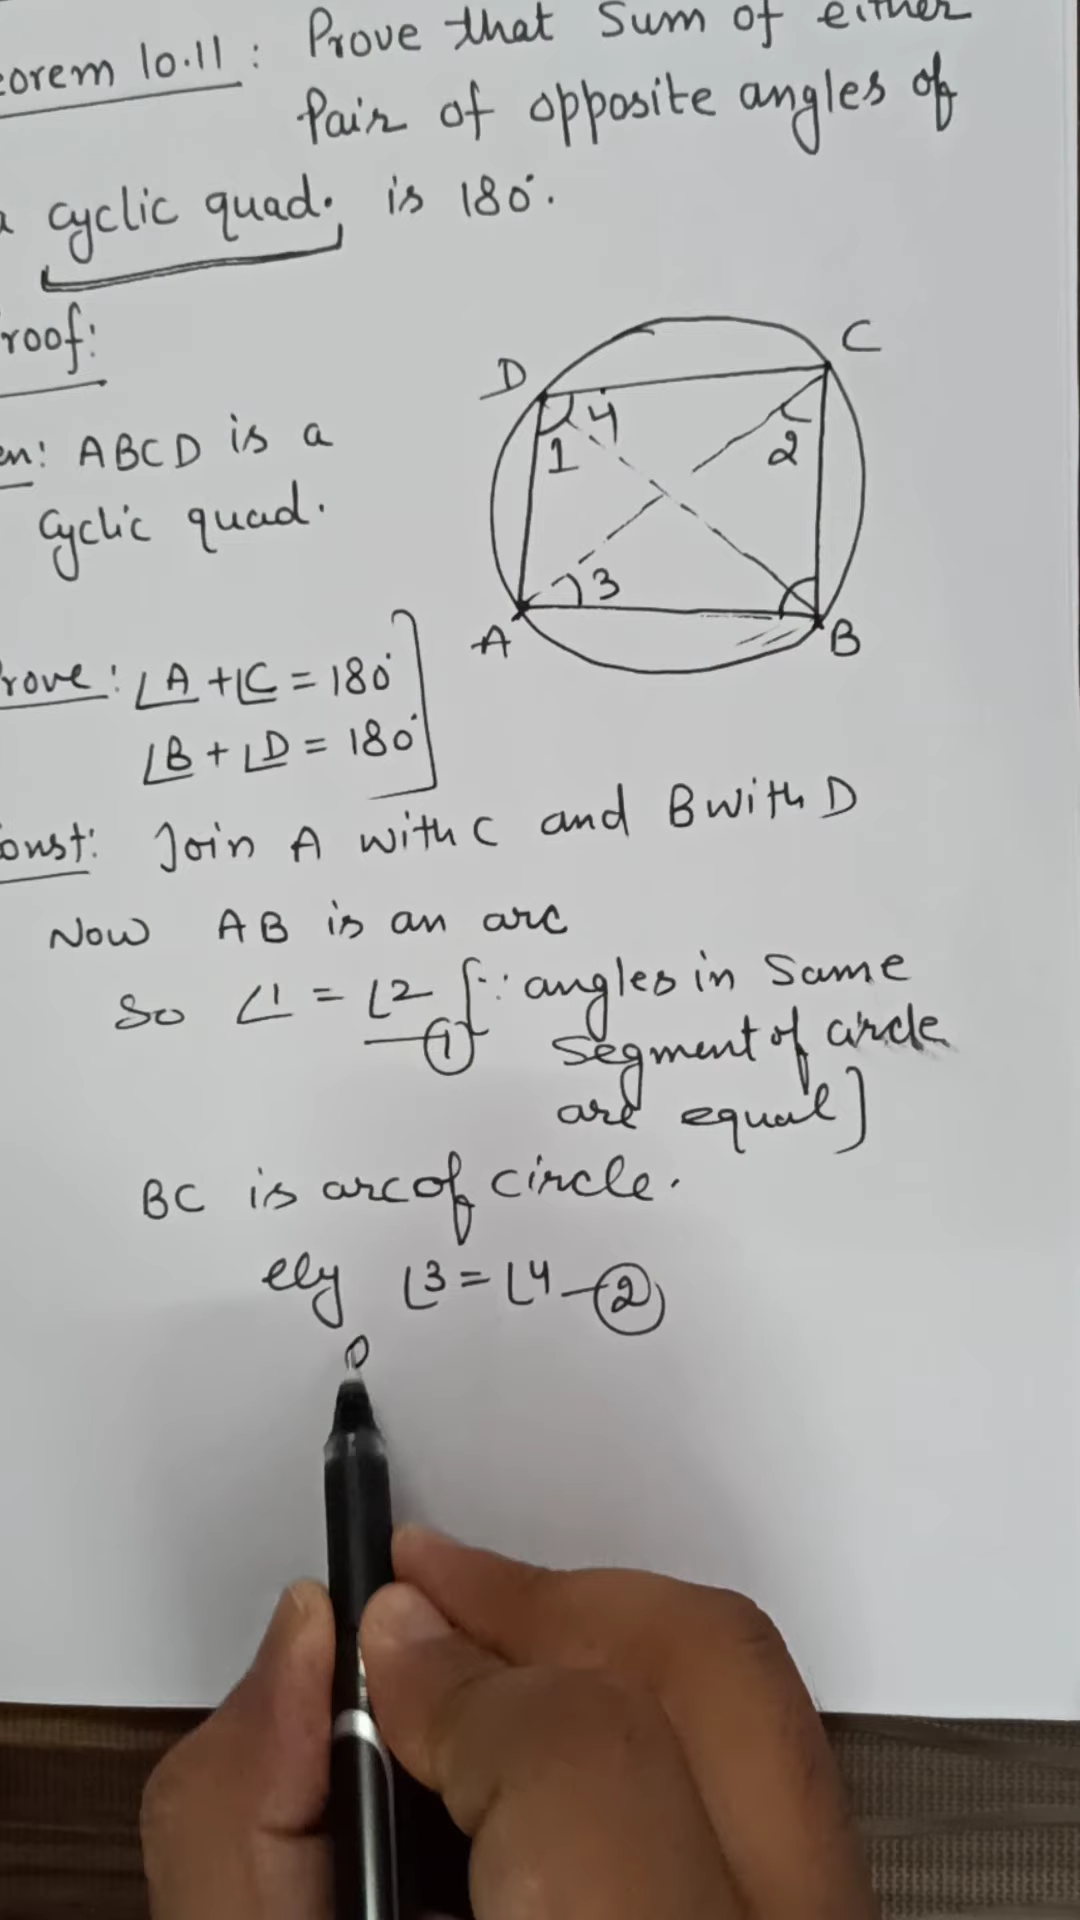 eorem 10.11: Prove that Sum of either
Pair of opposite angles of
a cyclic quad. is 180°.
roof:
en: ABCD is a
Cyclic quad.
D
C
4
1
2
3
A
B
rove: ∠A + ∠C = 180°
∠B + ∠D = 180°
onst: Join A with C and B with D
Now AB is an arc
So ∠1 = ∠2 [∵ angles in Same
—① Segment of circle
are equal]
BC is arc of circle.
ely ∠3 = ∠4 —②